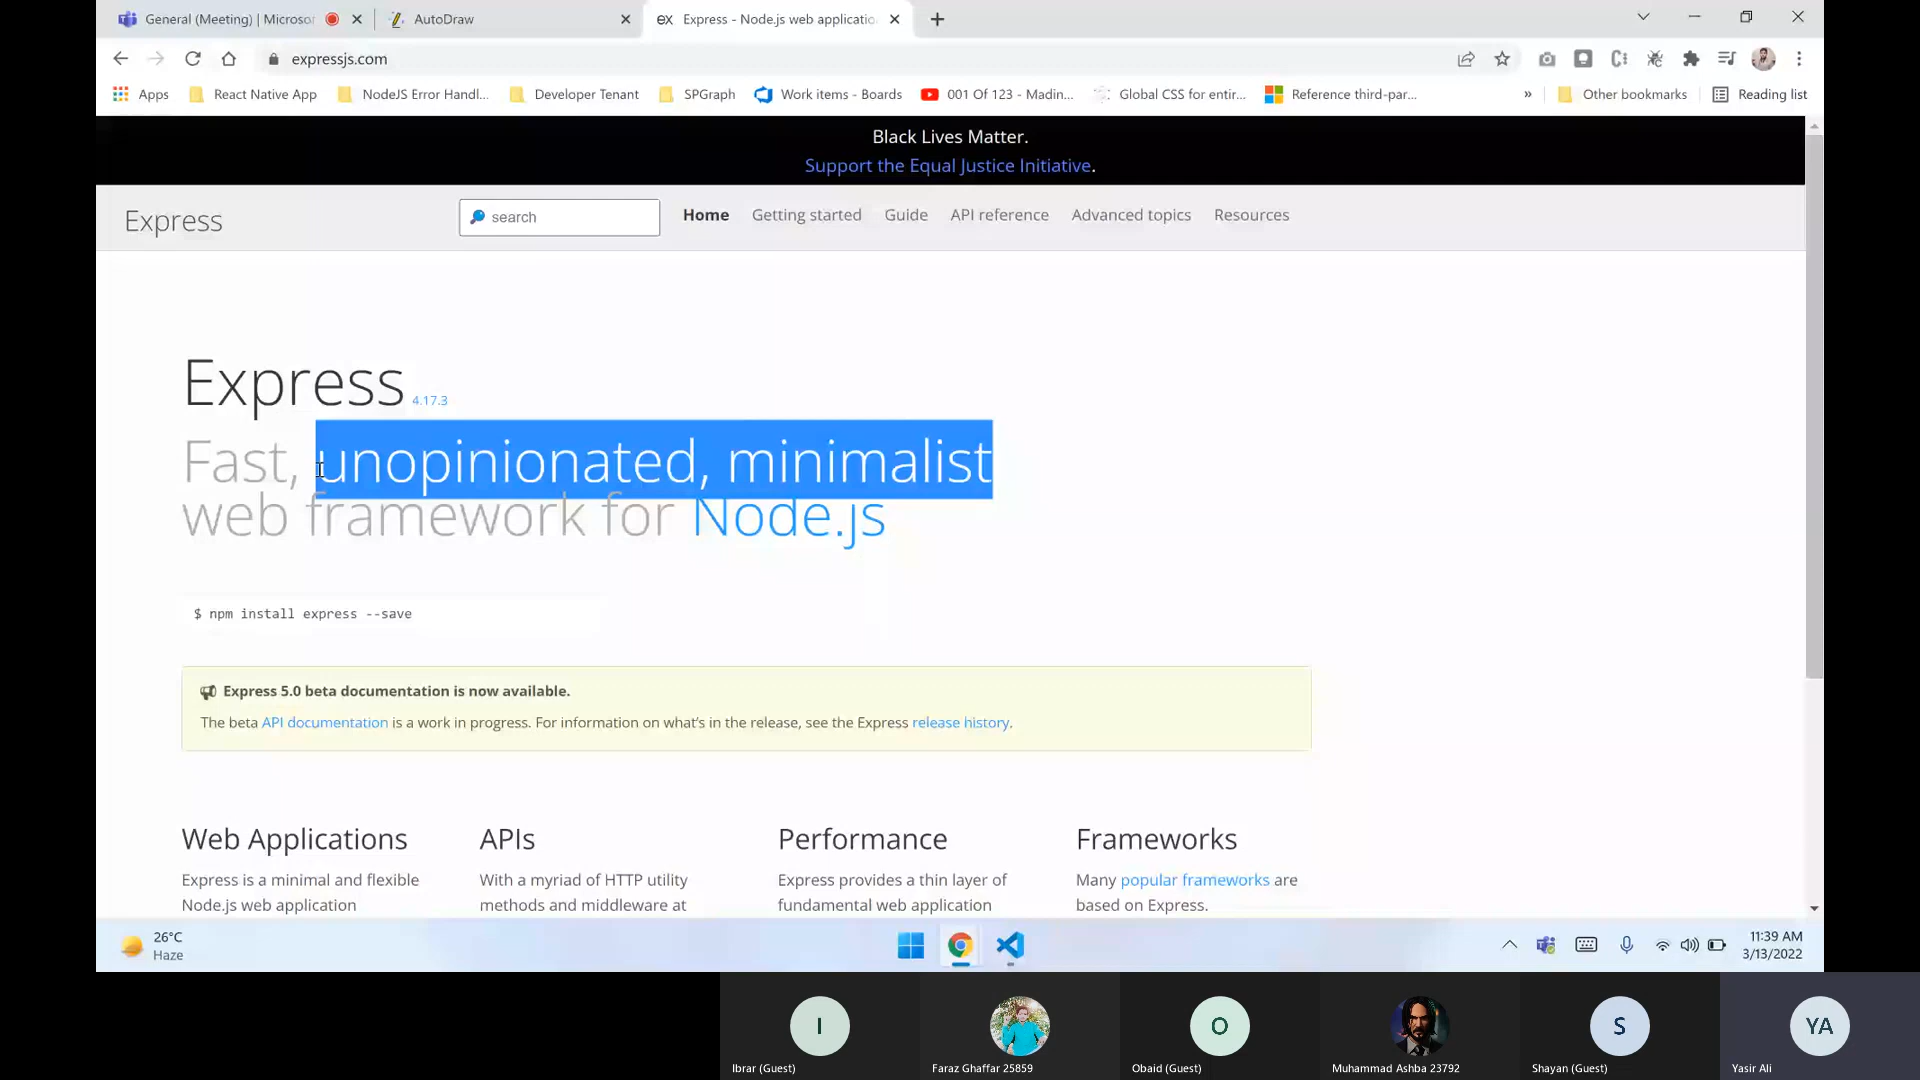 General (Meeting) | Microso
AutoDraw
EX Express - Node.js web applicatio
expressjs.com
Apps
React Native App
NodeJS Error Handl...
Developer Tenant
SPGraph
Work items - Boards
001 Of 123 - Madin...
Global CSS for entir...
Reference third-par...
»
Other bookmarks
Reading list
Black Lives Matter.
Support the Equal Justice Initiative.
Express
search
Home
Getting started
Guide
API reference
Advanced topics
Resources
Express 4.17.3
Fast, unopinionated, minimalist
web framework for Node.js
$ npm install express --save
Express 5.0 beta documentation is now available.
The beta API documentation is a work in progress. For information on what's in the release, see the Express release history.
Web Applications
Express is a minimal and flexible
Node.js web application
APIs
With a myriad of HTTP utility
methods and middleware at
Performance
Express provides a thin layer of
fundamental web application
Frameworks
Many popular frameworks are
based on Express.
26°C
Haze
11:39 AM
3/13/2022
I
Ibrar (Guest)
Faraz Ghaffar 25859
O
Obaid (Guest)
Muhammad Ashba 23792
S
Shayan (Guest)
YA
Yasir Ali